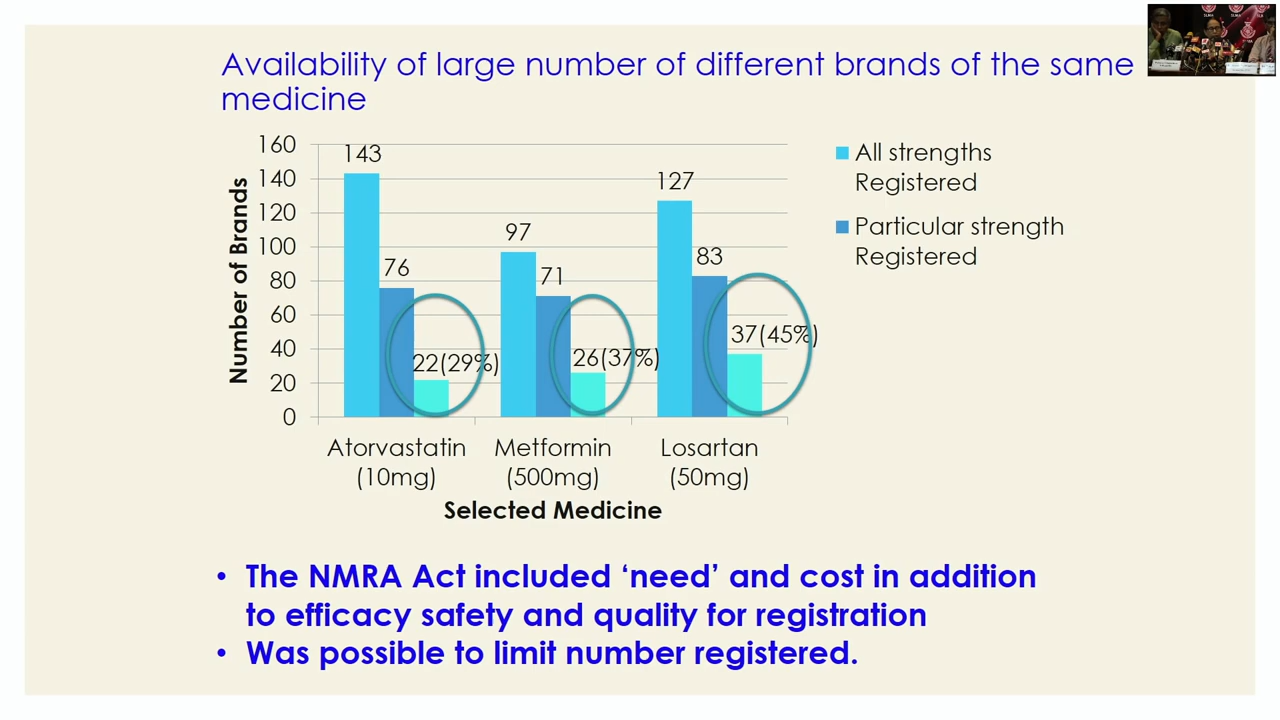 Availability of large number of different brands of the same
medicine
Number of Brands
160
140
120
100
80
60
40
20
0
143
76
22(29%)
97
71
26(37%)
127
83
37(45%)
Atorvastatin
(10mg)
Metformin
(500mg)
Losartan
(50mg)
Selected Medicine
All strengths
Registered
Particular strength
Registered
• The NMRA Act included ‘need’ and cost in addition
to efficacy safety and quality for registration
• Was possible to limit number registered.